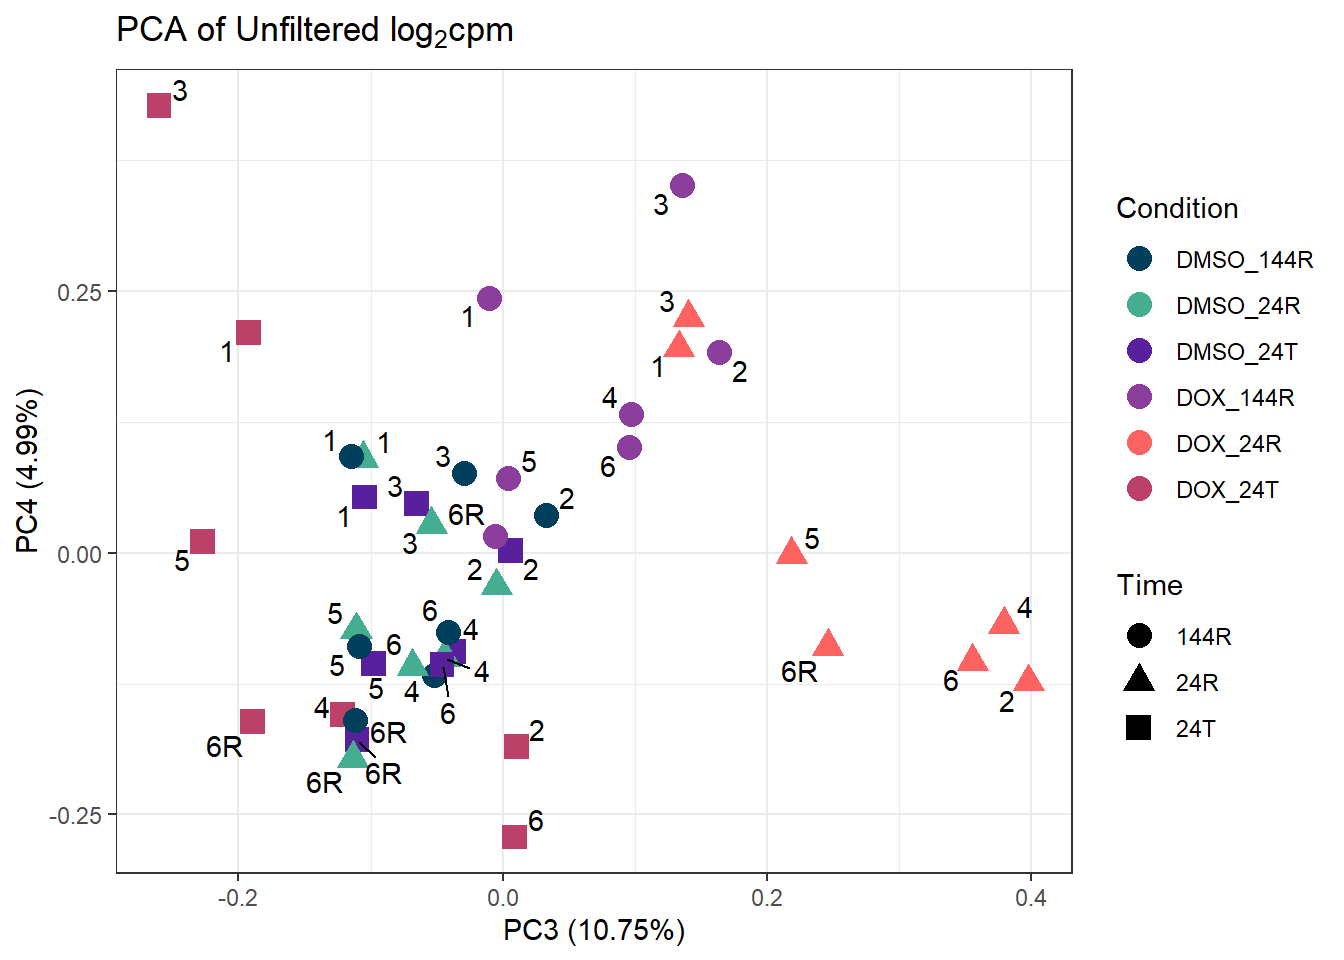 PCA of Unfiltered log2cpm
3
3
1
3
1
1
2
4
6
1
1
3
5
2
3
6R
1
3
2
2
5
5
4
5
6
6
4
5
5
4
4
6
6R
6
2
4
6R
6R
6R
2
6
0.25
0.00
-0.25
-0.2
0.0
0.2
0.4
PC4 (4.99%)
PC3 (10.75%)
Condition
DMSO_144R
DMSO_24R
DMSO_24T
DOX_144R
DOX_24R
DOX_24T
Time
144R
24R
24T